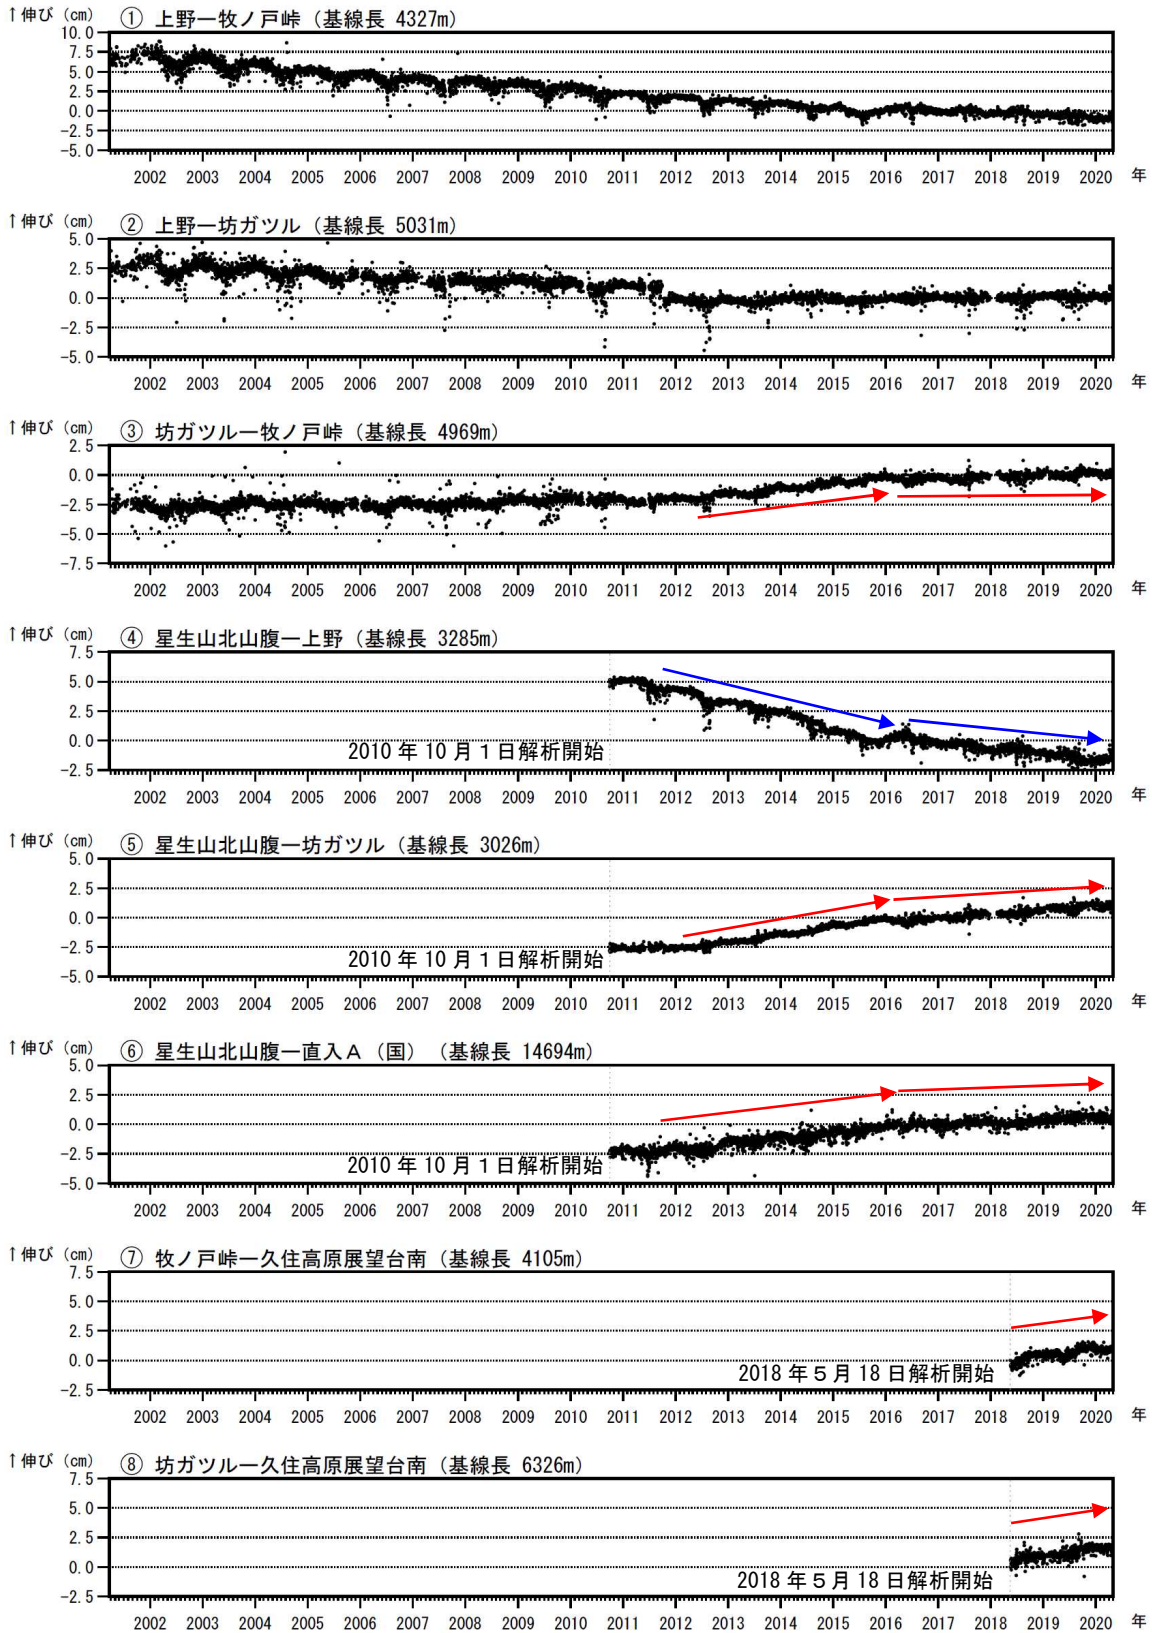 ↑伸び (cm) ① 上野ー牧ノ戸峠 (基線長 4327m)
10.0
7.5
5.0
2.5
0.0
-2.5
-5.0
2002 2003 2004 2005 2006 2007 2008 2009 2010 2011 2012 2013 2014 2015 2016 2017 2018 2019 2020 年
↑伸び (cm) ② 上野ー坊ガツル (基線長 5031m)
5.0
2.5
0.0
-2.5
-5.0
2002 2003 2004 2005 2006 2007 2008 2009 2010 2011 2012 2013 2014 2015 2016 2017 2018 2019 2020 年
↑伸び (cm) ③ 坊ガツルー牧ノ戸峠 (基線長 4969m)
2.5
0.0
-2.5
-5.0
-7.5
2002 2003 2004 2005 2006 2007 2008 2009 2010 2011 2012 2013 2014 2015 2016 2017 2018 2019 2020 年
↑伸び (cm) ④ 星生山北山腹ー上野 (基線長 3285m)
7.5
5.0
2.5
0.0
2010 年 10 月 1 日解析開始
-2.5
2002 2003 2004 2005 2006 2007 2008 2009 2010 2011 2012 2013 2014 2015 2016 2017 2018 2019 2020 年
↑伸び (cm) ⑤ 星生山北山腹ー坊ガツル (基線長 3026m)
5.0
2.5
0.0
-2.5
2010 年 10 月 1 日解析開始
-5.0
2002 2003 2004 2005 2006 2007 2008 2009 2010 2011 2012 2013 2014 2015 2016 2017 2018 2019 2020 年
↑伸び (cm) ⑥ 星生山北山腹ー直入A (国) (基線長 14694m)
5.0
2.5
0.0
-2.5
2010 年 10 月 1 日解析開始
-5.0
2002 2003 2004 2005 2006 2007 2008 2009 2010 2011 2012 2013 2014 2015 2016 2017 2018 2019 2020 年
↑伸び (cm) ⑦ 牧ノ戸峠ー久住高原展望台南 (基線長 4105m)
7.5
5.0
2.5
0.0
2018 年 5 月 18 日解析開始
-2.5
2002 2003 2004 2005 2006 2007 2008 2009 2010 2011 2012 2013 2014 2015 2016 2017 2018 2019 2020 年
↑伸び (cm) ⑧ 坊ガツルー久住高原展望台南 (基線長 6326m)
7.5
5.0
2.5
0.0
2018 年 5 月 18 日解析開始
-2.5
2002 2003 2004 2005 2006 2007 2008 2009 2010 2011 2012 2013 2014 2015 2016 2017 2018 2019 2020 年